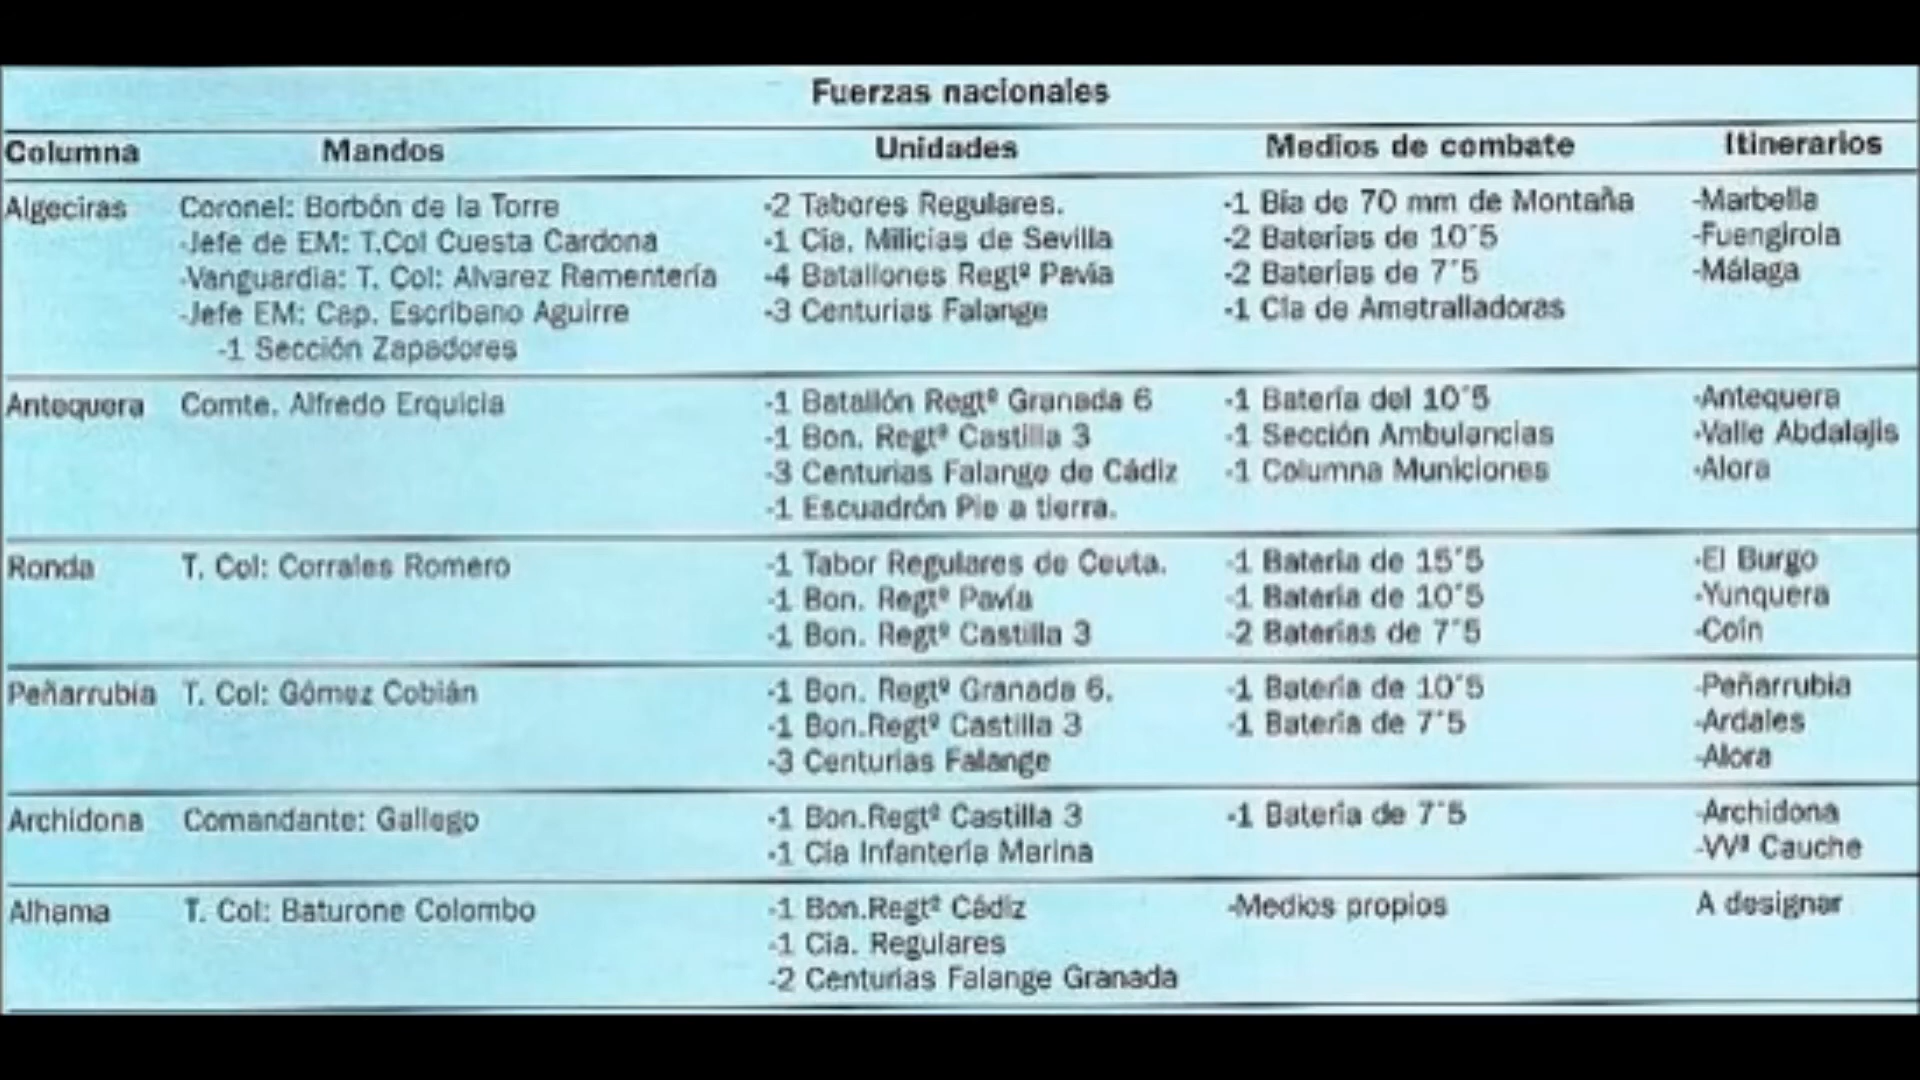 Fuerzas nacionales
Columna Mandos Unidades Medios de combate Itinerarios
Algeciras Coronel: Borbón de la Torre -2 Tabores Regulares. -1 Bía de 70 mm de Montaña -Marbella
-Jefe de EM: T.Col Cuesta Cardona -1 Cía. Milicias de Sevilla -2 Baterías de 10´5 -Fuengirola
-Vanguardia: T. Col: Alvarez Rementería -4 Batallones Regtº Pavía -2 Baterías de 7´5 -Málaga
-Jefe EM: Cap. Escribano Aguirre -3 Centurias Falange -1 Cía de Ametralladoras
-1 Sección Zapadores
Antequera Comte. Alfredo Erquicia -1 Batallón Regtº Granada 6 -1 Batería del 10´5 -Antequera
-1 Bon. Regtº Castilla 3 -1 Sección Ambulancias -Valle Abdalajis
-3 Centurias Falange de Cádiz -1 Columna Municiones -Alora
-1 Escuadrón Pie a tierra.
Ronda T. Col: Corrales Romero -1 Tabor Regulares de Ceuta. -1 Batería de 15´5 -El Burgo
-1 Bon. Regtº Pavía -1 Batería de 10´5 -Yunquera
-1 Bon. Regtº Castilla 3 -2 Baterías de 7´5 -Coín
Peñarrubia T. Col: Gómez Cobián -1 Bon. Regtº Granada 6. -1 Batería de 10´5 -Peñarrubia
-1 Bon.Regtº Castilla 3 -1 Batería de 7´5 -Ardales
-3 Centurias Falange -Alora
Archidona Comandante: Gallego -1 Bon.Regtº Castilla 3 -1 Batería de 7´5 -Archidona
-1 Cía Infantería Marina -VVª Cauche
Alhama T. Col: Baturone Colombo -1 Bon.Regtº Cádiz -Medios propios A designar
-1 Cía. Regulares
-2 Centurias Falange Granada